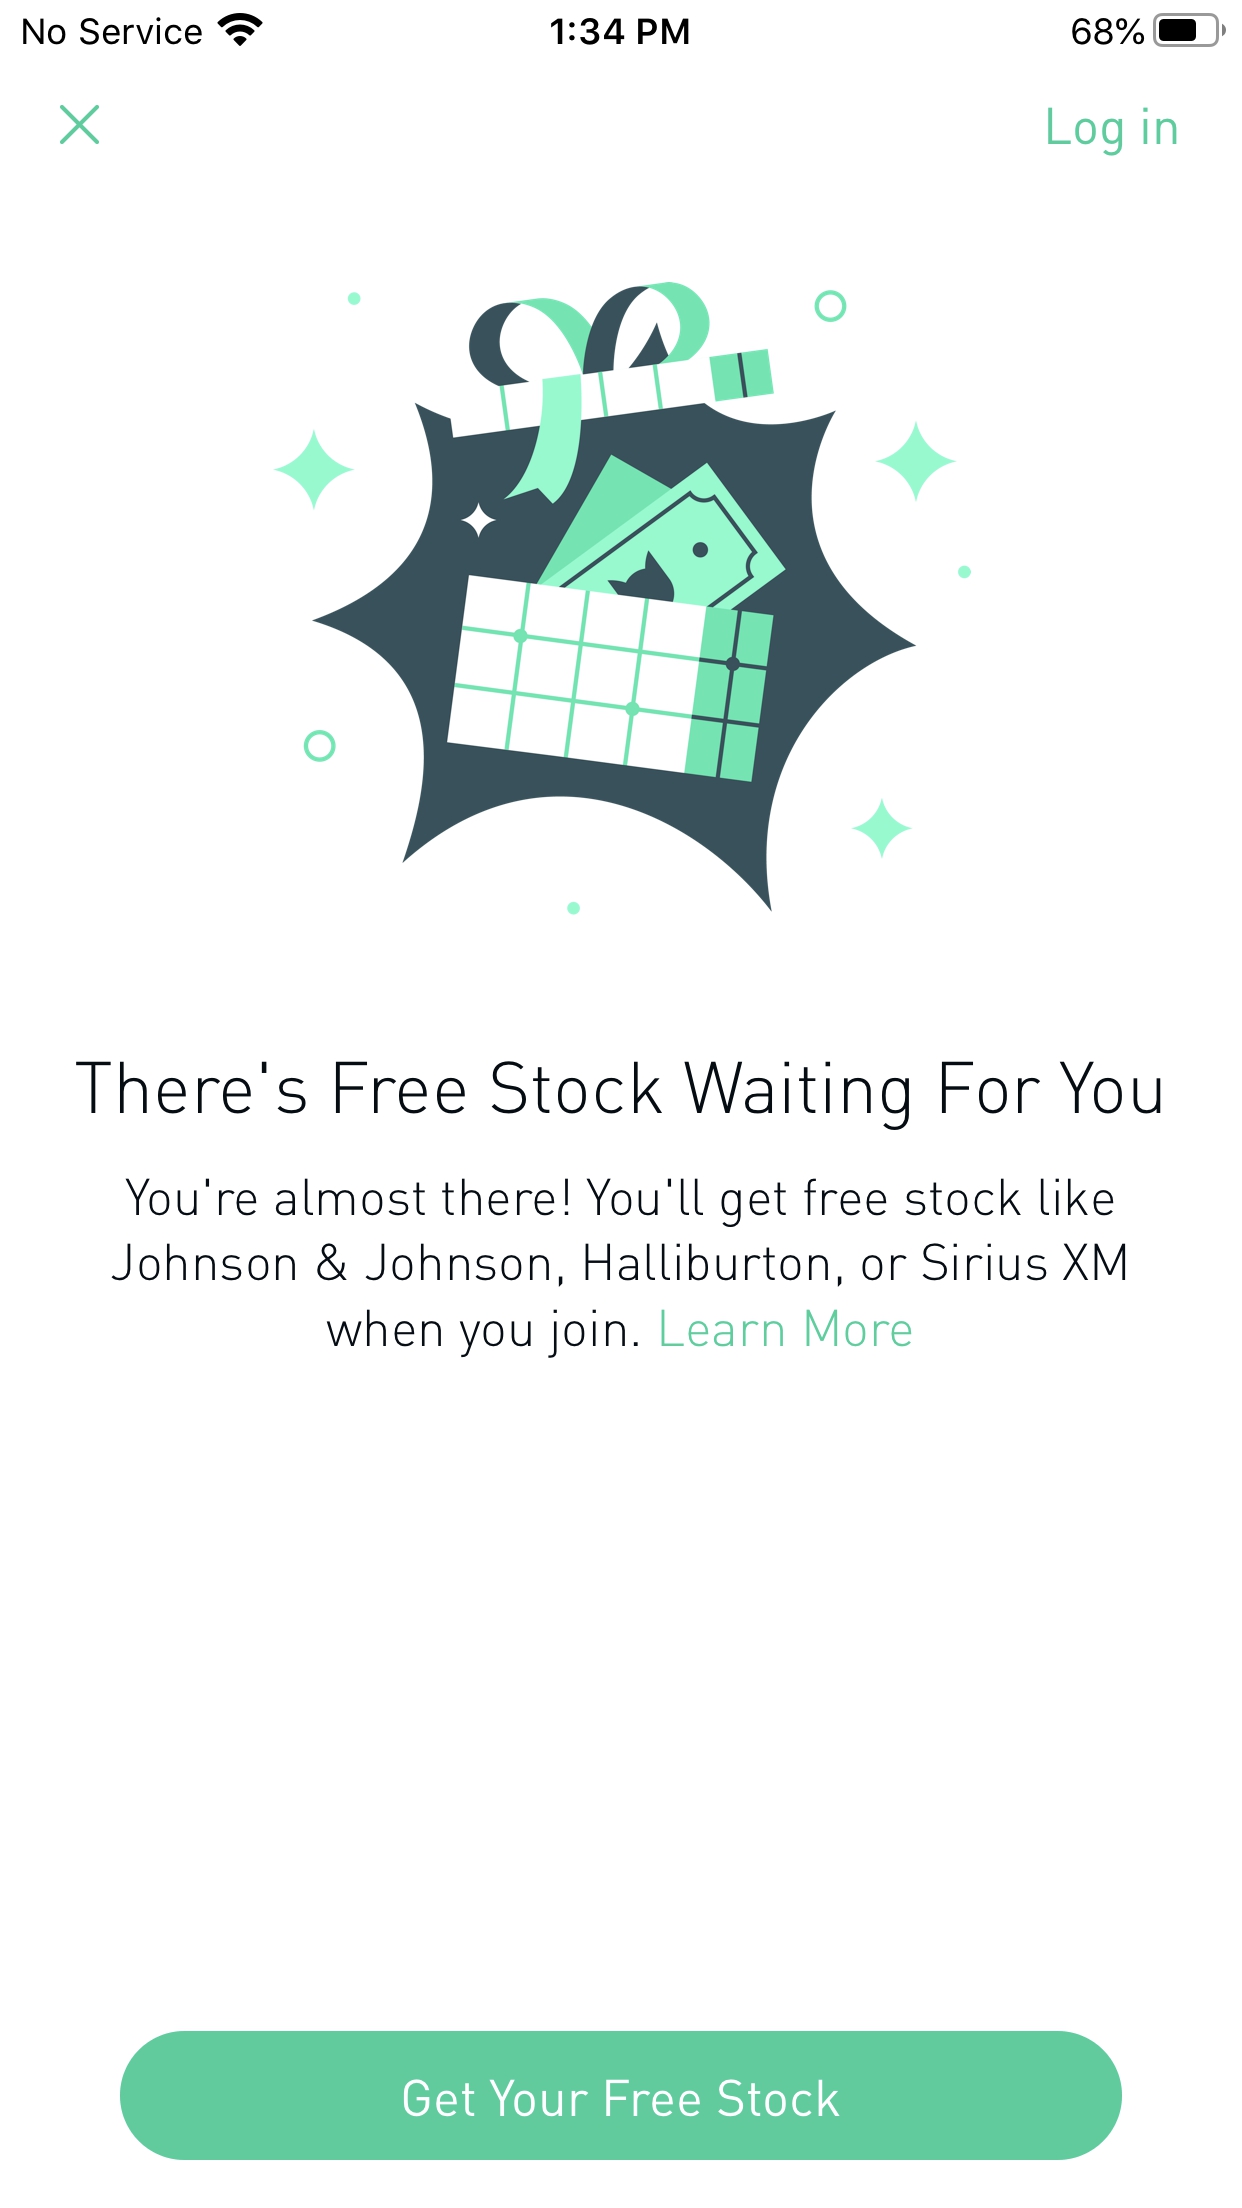 No Service
1:34 PM
68%
Log in
There's Free Stock Waiting For You
You're almost there! You'll get free stock like
Johnson & Johnson, Halliburton, or Sirius XM
when you join. Learn More
Get Your Free Stock